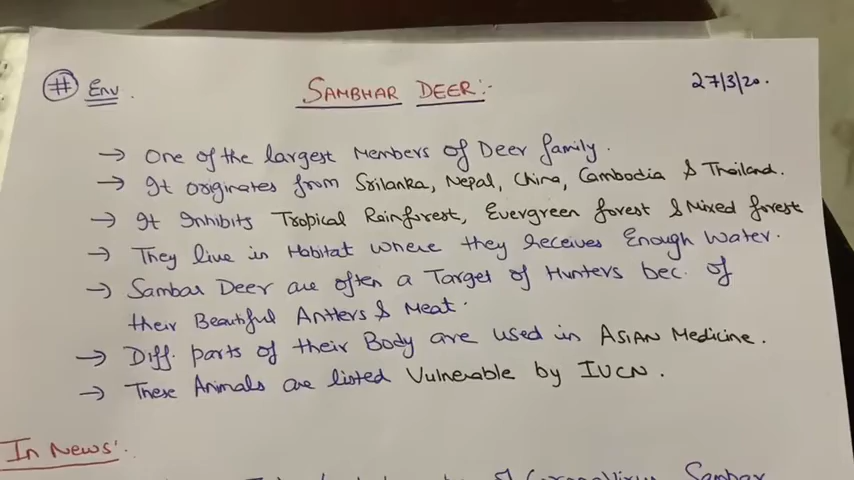 # Env.
SAMBHAR DEER:-
27/3/20.
→ One of the largest Members of Deer family.
→ It originates from Srilanka, Nepal, China, Cambodia & Thailand.
→ It Inhibits Tropical Rainforest, Evergreen forest & Mixed forest
→ They live in Habitat where they receives Enough Water.
→ Sambar Deer are often a Target of Hunters bec. of
their Beautiful Antlers & Meat.
→ Diff. parts of their Body are used in ASIAN Medicine.
→ These Animals are listed Vulnerable by IUCN.
In News:
of CoronaVirus Sambar